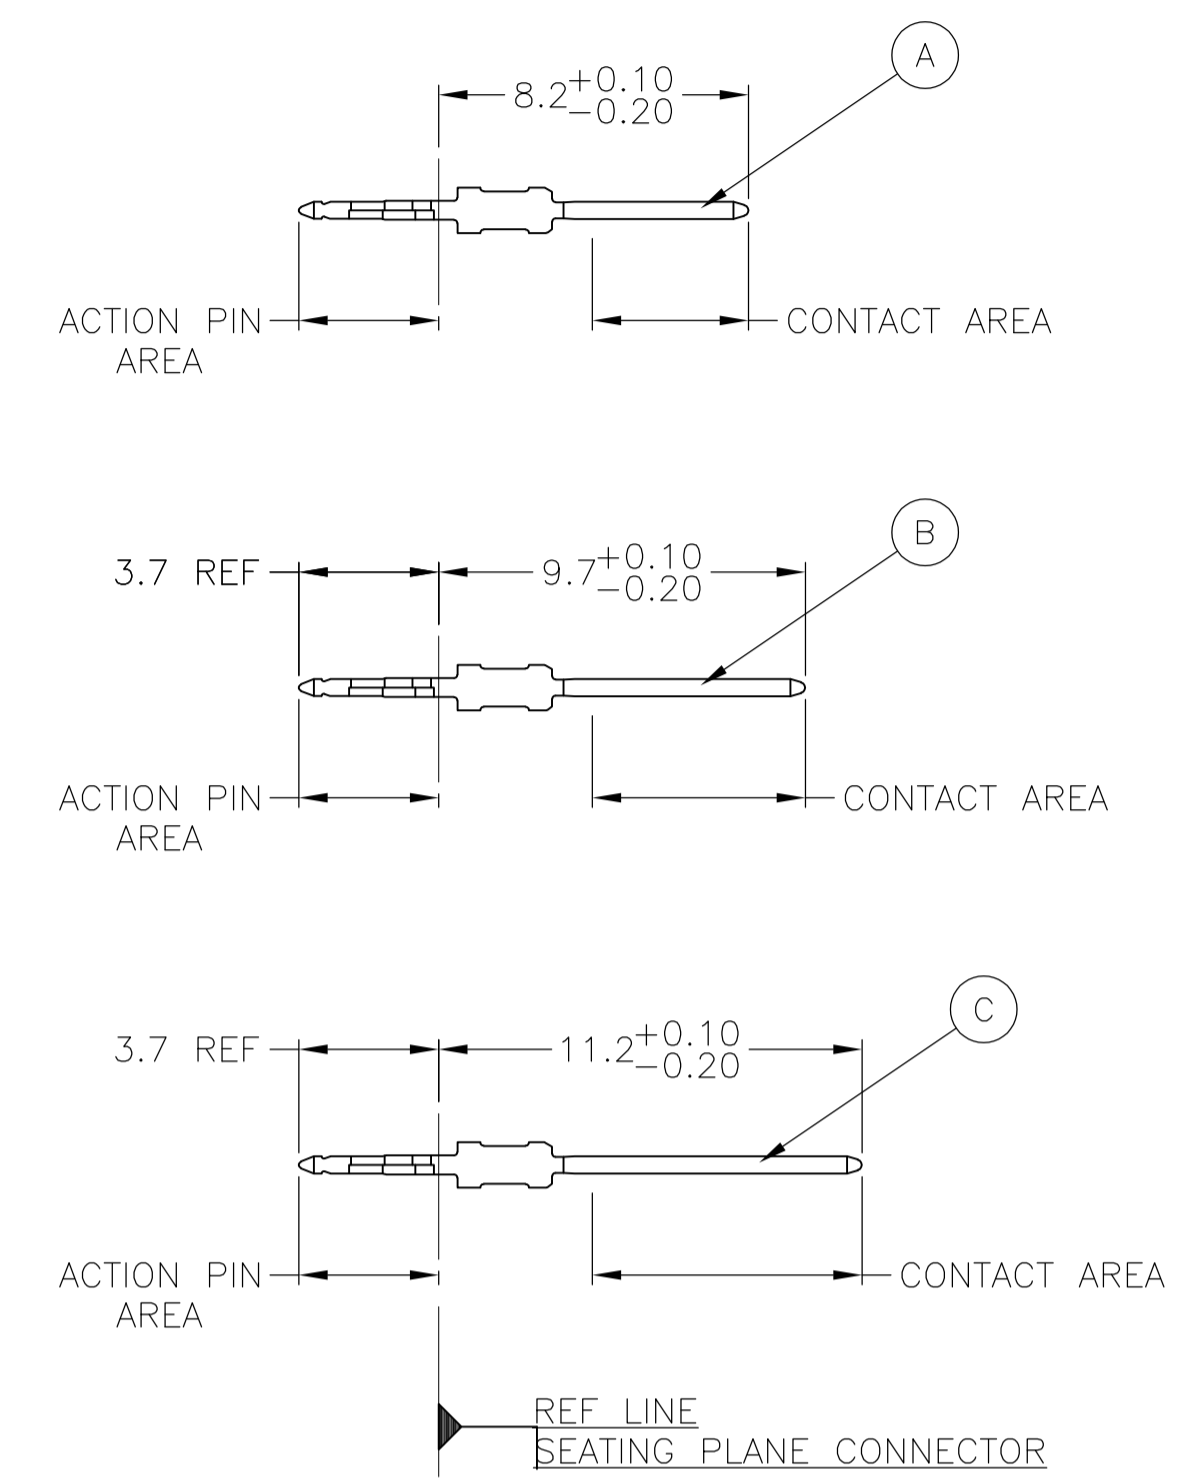 A
8.2 +0.10
-0.20
ACTION PIN
AREA
CONTACT AREA
B
3.7 REF
9.7 +0.10
-0.20
ACTION PIN
AREA
CONTACT AREA
C
3.7 REF
11.2 +0.10
-0.20
ACTION PIN
AREA
CONTACT AREA
REF LINE
SEATING PLANE CONNECTOR